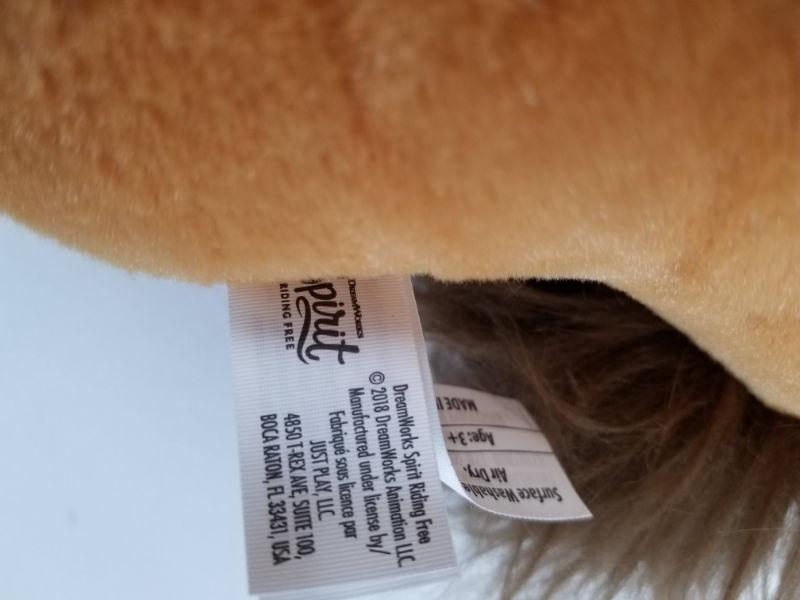 DREAMWORKS
Spirit
RIDING FREE
DreamWorks Spirit Riding Free
© 2018 DreamWorks Animation LLC.
Manufactured under license by/
Fabriqué sous licence par
JUST PLAY, LLC
4850 T-REX AVE, SUITE 100,
BOCA RATON, FL 33431, USA
Surface Washable
Air Dry.
Age: 3+
MADE